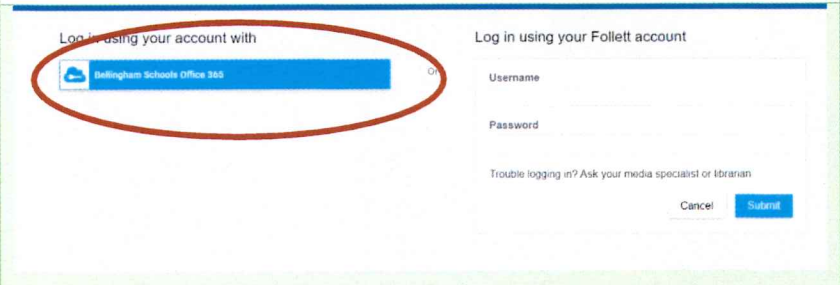 Log in using your account with
Bellingham Schools Office 365
Or
Log in using your Follett account
Username
Password
Trouble logging in? Ask your media specialist or librarian
Cancel
Submit